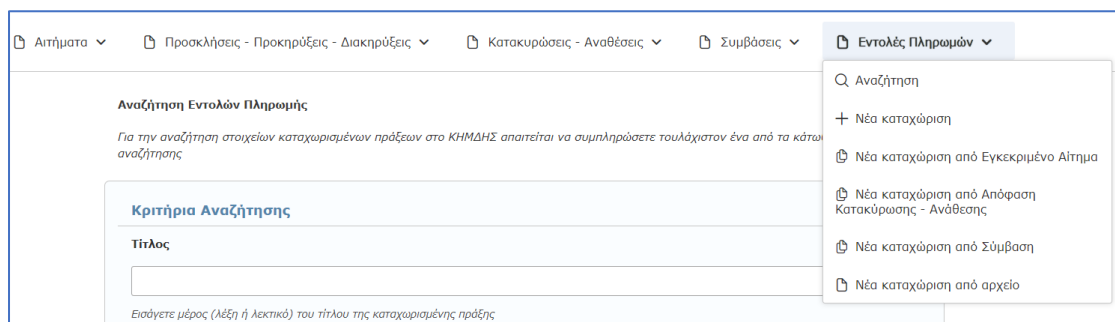 Αιτήματα
Προσκλήσεις - Προκηρύξεις - Διακηρύξεις
Κατακυρώσεις - Αναθέσεις
Συμβάσεις
Εντολές Πληρωμών
Αναζήτηση
Νέα καταχώριση
Νέα καταχώριση από Εγκεκριμένο Αίτημα
Νέα καταχώριση από Απόφαση
Κατακύρωσης - Ανάθεσης
Νέα καταχώριση από Σύμβαση
Νέα καταχώριση από αρχείο
Αναζήτηση Εντολών Πληρωμής
Για την αναζήτηση στοιχείων καταχωρισμένων πράξεων στο ΚΗΜΔΗΣ απαιτείται να συμπληρώσετε τουλάχιστον ένα από τα
αναζήτησης
Κριτήρια Αναζήτησης
Τίτλος
Εισάγετε μέρος (λέξη ή λεκτικό) του τίτλου της καταχωρισμένης πράξης